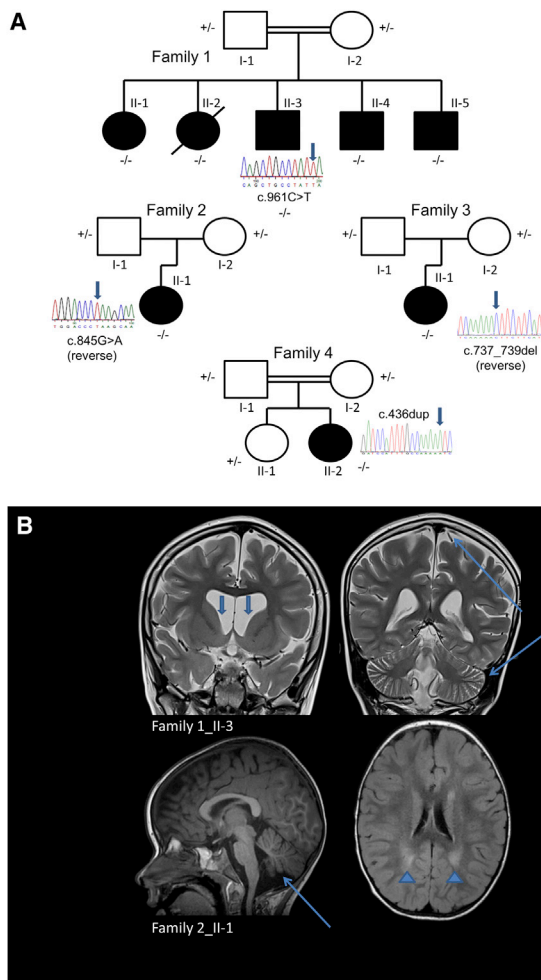 A
+/-
+/-
Family 1
I-1
I-2
II-1
II-2
II-3
II-4
II-5
-/-
-/-
-/-
-/-
C A G C T G C C T A T T A
c.961C>T
-/-
Family 2
Family 3
+/-
+/-
+/-
+/-
I-1
I-2
I-1
I-2
II-1
II-1
T G G A C C C T A A G C A A
c.845G>A
(reverse)
-/-
-/-
c.737_739del
(reverse)
Family 4
+/-
+/-
I-1
I-2
c.436dup
+/-
II-1
II-2
-/-
B
Family 1_II-3
Family 2_II-1